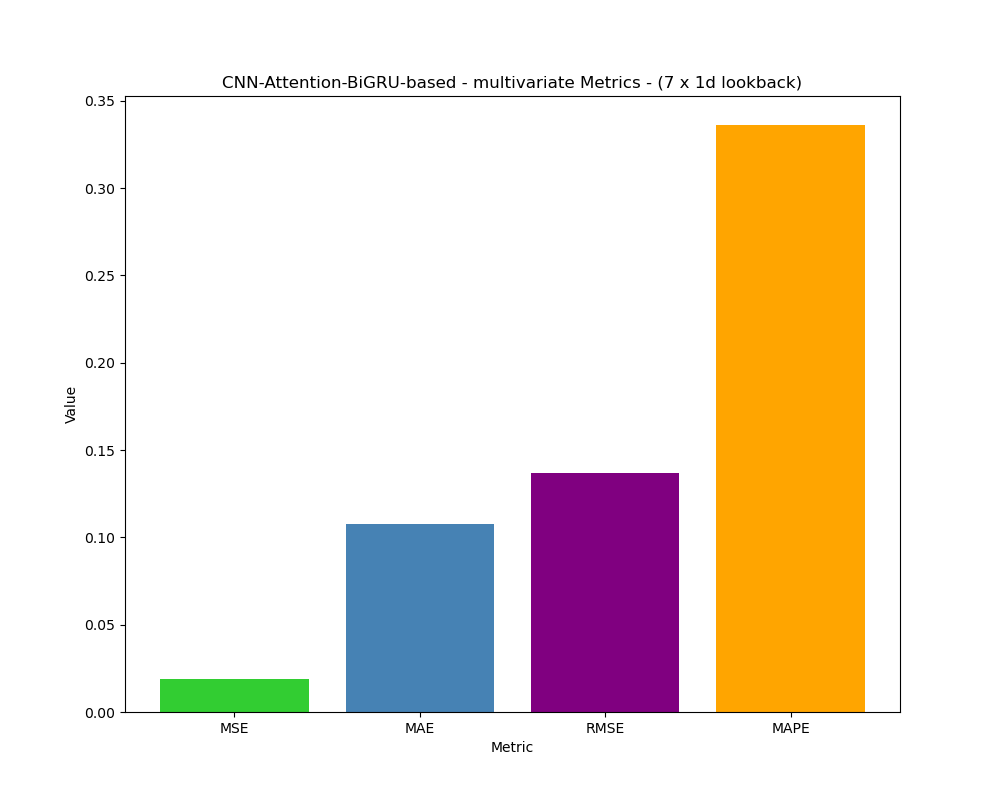 CNN-Attention-BiGRU-based - multivariate Metrics - (7 x 1d lookback)
0.35
0.30
0.25
0.20
0.15
0.10
0.05
0.00
Value
MSE MAE RMSE MAPE
Metric